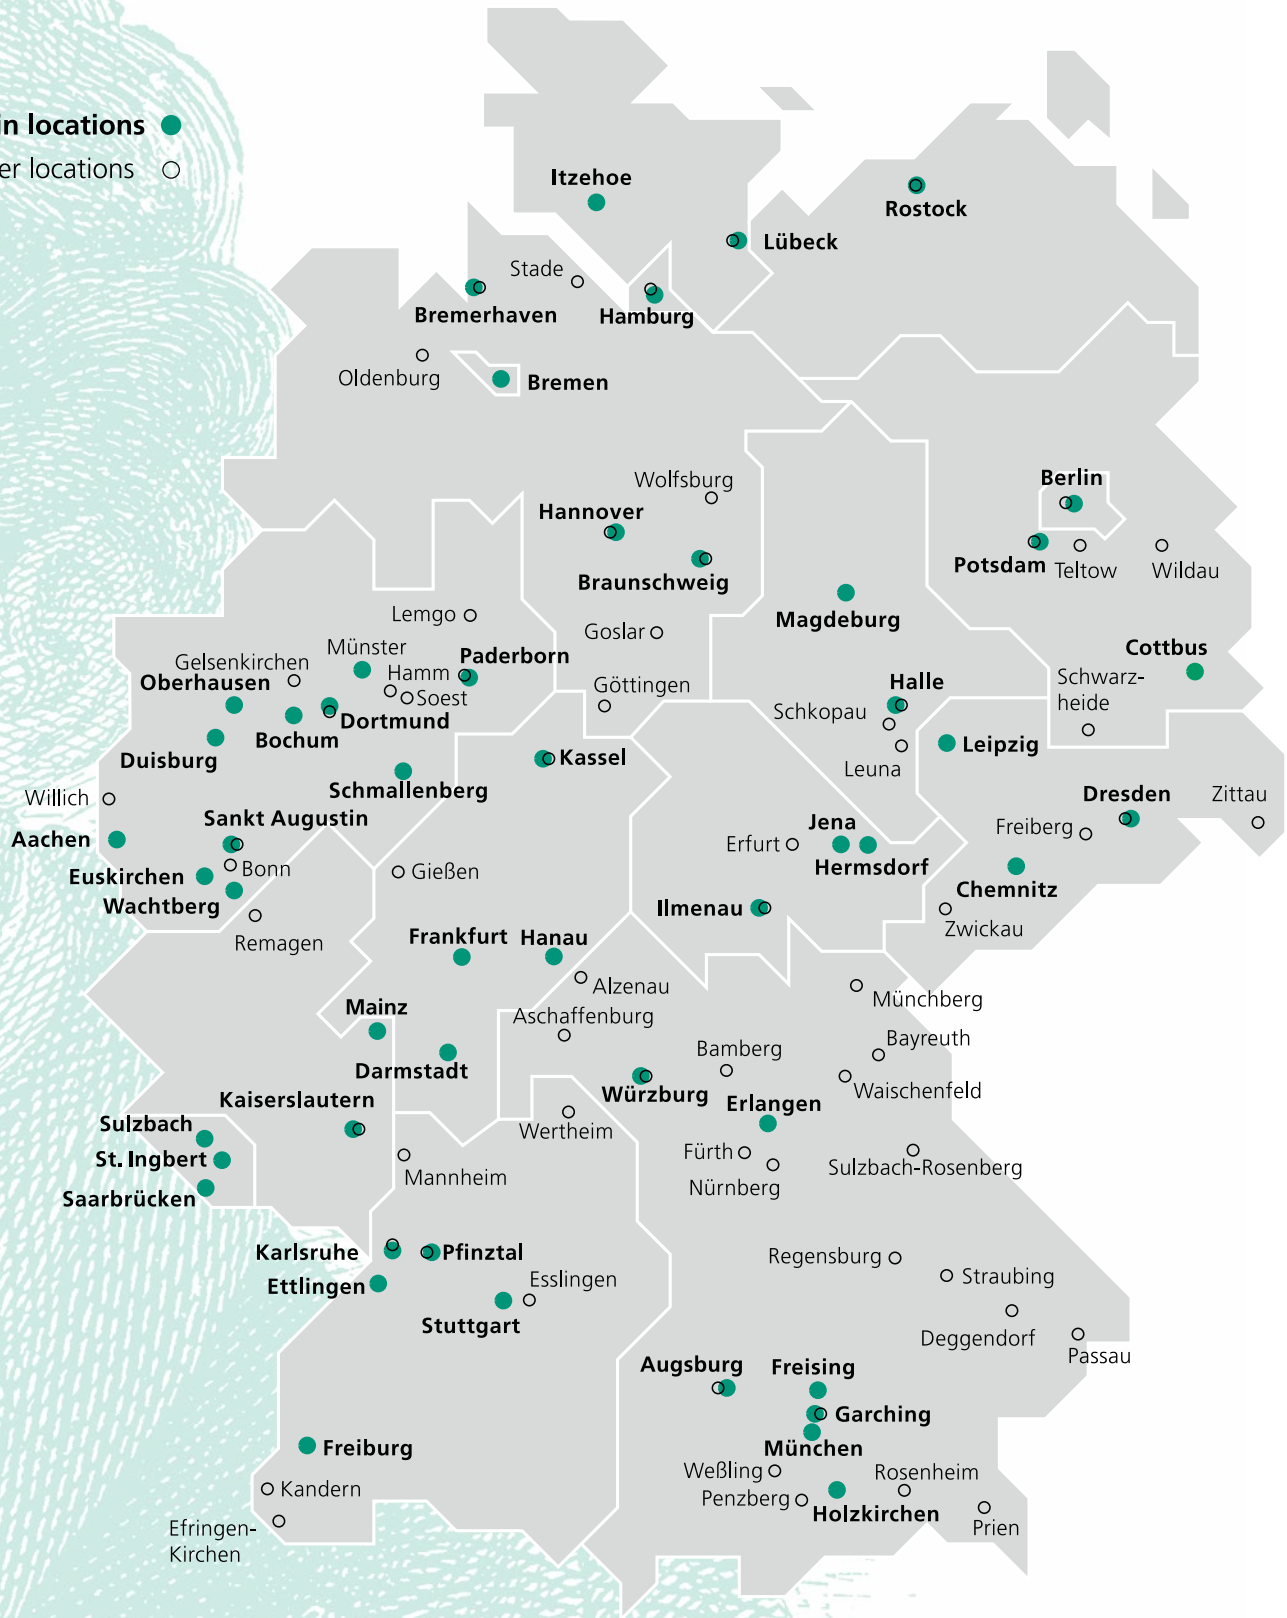 in locations
er locations
Itzehoe
Rostock
Lübeck
Stade
Bremerhaven
Hamburg
Oldenburg
Bremen
Wolfsburg
Berlin
Hannover
Potsdam
Teltow
Wildau
Braunschweig
Lemgo
Goslar
Magdeburg
Münster
Cottbus
Gelsenkirchen
Hamm
Paderborn
Oberhausen
Soest
Göttingen
Halle
Schwarz-
heide
Schkopau
Dortmund
Bochum
Duisburg
Kassel
Leipzig
Leuna
Schmallenberg
Willich
Dresden
Zittau
Sankt Augustin
Aachen
Jena
Freiberg
Erfurt
Hermsdorf
Bonn
Gießen
Euskirchen
Chemnitz
Wachtberg
Ilmenau
Zwickau
Remagen
Frankfurt
Hanau
Alzenau
Münchberg
Mainz
Aschaffenburg
Bayreuth
Bamberg
Darmstadt
Waischenfeld
Würzburg
Kaiserslautern
Erlangen
Sulzbach
Wertheim
Fürth
St. Ingbert
Sulzbach-Rosenberg
Mannheim
Nürnberg
Saarbrücken
Karlsruhe
Pfinztal
Regensburg
Ettlingen
Esslingen
Straubing
Stuttgart
Deggendorf
Passau
Augsburg
Freising
Garching
Freiburg
München
Weßling
Rosenheim
Kandern
Penzberg
Holzkirchen
Prien
Efringen-
Kirchen